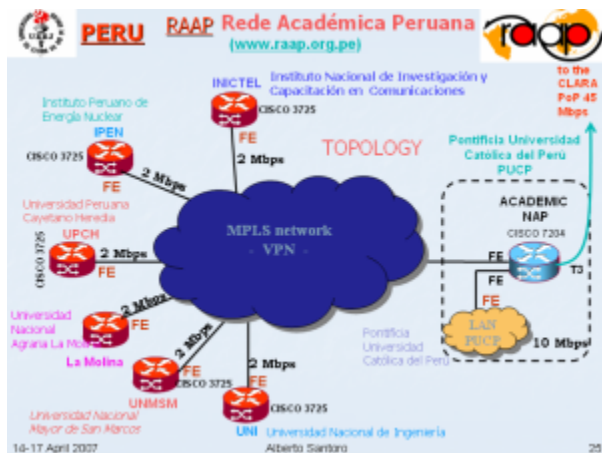 UERJ
PERU
RAAP Rede Académica Peruana
(www.raap.org.pe)
raap
to the
CLARA
PoP 45
Mbps
INICTEL
Instituto Nacional de Investigación y
Capacitación en Comunicaciones
CISCO 3725
FE
2 Mbps
Instituto Peruano de
Energía Nuclear
IPEN
CISCO 3725
FE
2 Mbps
TOPOLOGY
Pontificia Universidad
Católica del Perú
PUCP
ACADEMIC
NAP
CISCO 7204
FE
FE
T3
FE
LAN
PUCP
10 Mbps
Universidad Peruana
Cayetano Heredia
UPCH
CISCO 3725
2 Mbps
FE
MPLS network
- VPN -
Universidad
Nacional
Agraria La
La Molina
2 Mbps
FE
2 Mbps
FE
CISCO 3725
UNMSM
Universidad Nacional
Mayor de San Marcos
2 Mbps
FE
CISCO 3725
UNI
Universidad Nacional de Ingeniería
Pontificia
Universidad
Católica del Perú
14-17 April 2007
Alberto Santoro
25